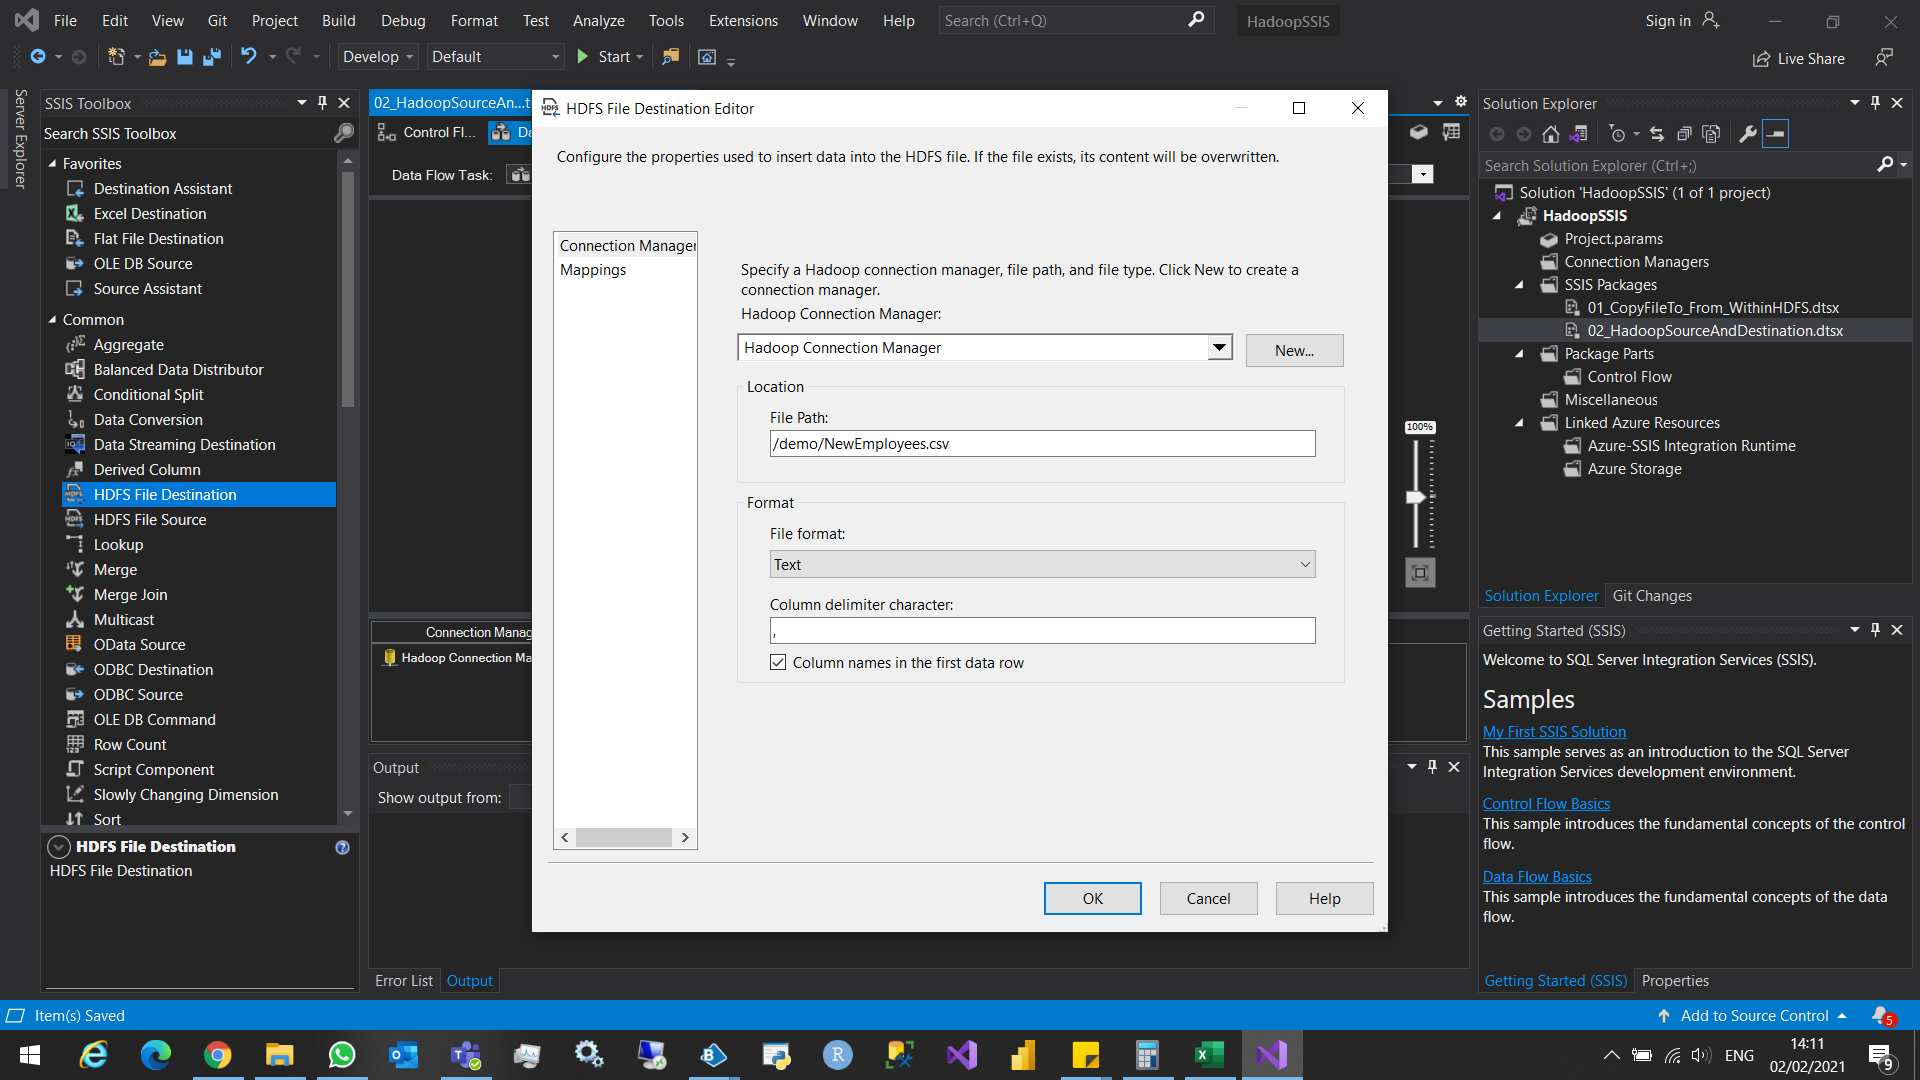 File Edit View Git Project Build Debug Format Test Analyze Tools Extensions Window Help Search (Ctrl+Q) HadoopSSIS Sign in
Develop Default Start Live Share
Server Explorer
SSIS Toolbox
Search SSIS Toolbox
Favorites
Destination Assistant
Excel Destination
Flat File Destination
OLE DB Source
Source Assistant
Common
Aggregate
Balanced Data Distributor
Conditional Split
Data Conversion
Data Streaming Destination
Derived Column
HDFS File Destination
HDFS File Source
Lookup
Merge
Merge Join
Multicast
OData Source
ODBC Destination
ODBC Source
OLE DB Command
Row Count
Script Component
Slowly Changing Dimension
Sort
HDFS File Destination
HDFS File Destination
02_HadoopSourceAn...t
Control Fl... Da
Data Flow Task:
100%
Connection Manag
Hadoop Connection Ma
Output
Show output from:
Error List Output
HDFS File Destination Editor
Configure the properties used to insert data into the HDFS file. If the file exists, its content will be overwritten.
Connection Manager
Mappings
Specify a Hadoop connection manager, file path, and file type. Click New to create a
connection manager.
Hadoop Connection Manager:
Hadoop Connection Manager New...
Location
File Path:
/demo/NewEmployees.csv
Format
File format:
Text
Column delimiter character:
,
Column names in the first data row
OK Cancel Help
Solution Explorer
Search Solution Explorer (Ctrl+;)
Solution 'HadoopSSIS' (1 of 1 project)
HadoopSSIS
Project.params
Connection Managers
SSIS Packages
01_CopyFileTo_From_WithinHDFS.dtsx
02_HadoopSourceAndDestination.dtsx
Package Parts
Control Flow
Miscellaneous
Linked Azure Resources
Azure-SSIS Integration Runtime
Azure Storage
Solution Explorer Git Changes
Getting Started (SSIS)
Welcome to SQL Server Integration Services (SSIS).
Samples
My First SSIS Solution
This sample serves as an introduction to the SQL Server
Integration Services development environment.
Control Flow Basics
This sample introduces the fundamental concepts of the control
flow.
Data Flow Basics
This sample introduces the fundamental concepts of the data
flow.
Getting Started (SSIS) Properties
Item(s) Saved Add to Source Control 5
ENG 14:11
02/02/2021 9